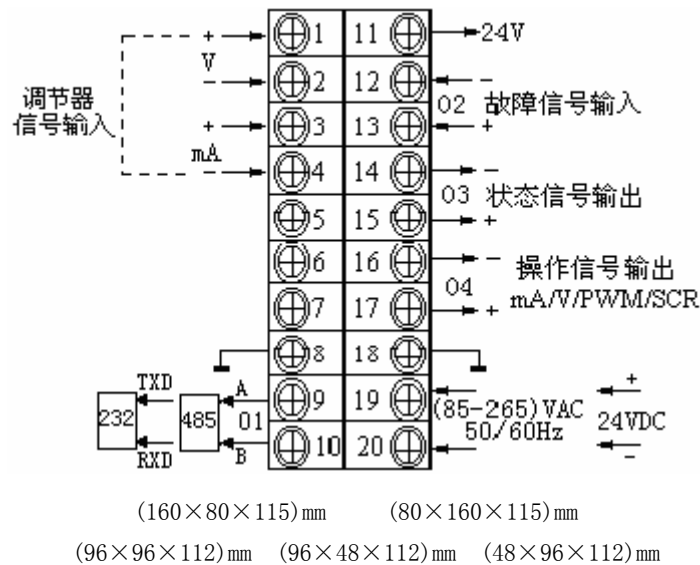 + 1 11 24V
V
- 2 12 -
调节器
信号输入
O2 故障信号输入
+ 3 13 +
mA
- 4 14 -
O3 状态信号输出
5 15 +
6 16 -
操作信号输出
O4 mA/V/PWM/SCR
7 17 +
8 18
TXD A
232 485 O1 9 19 (85-265)VAC + 24VDC
50/60Hz
RXD B 10 20 -
(160×80×115)mm (80×160×115)mm
(96×96×112)mm (96×48×112)mm (48×96×112)mm